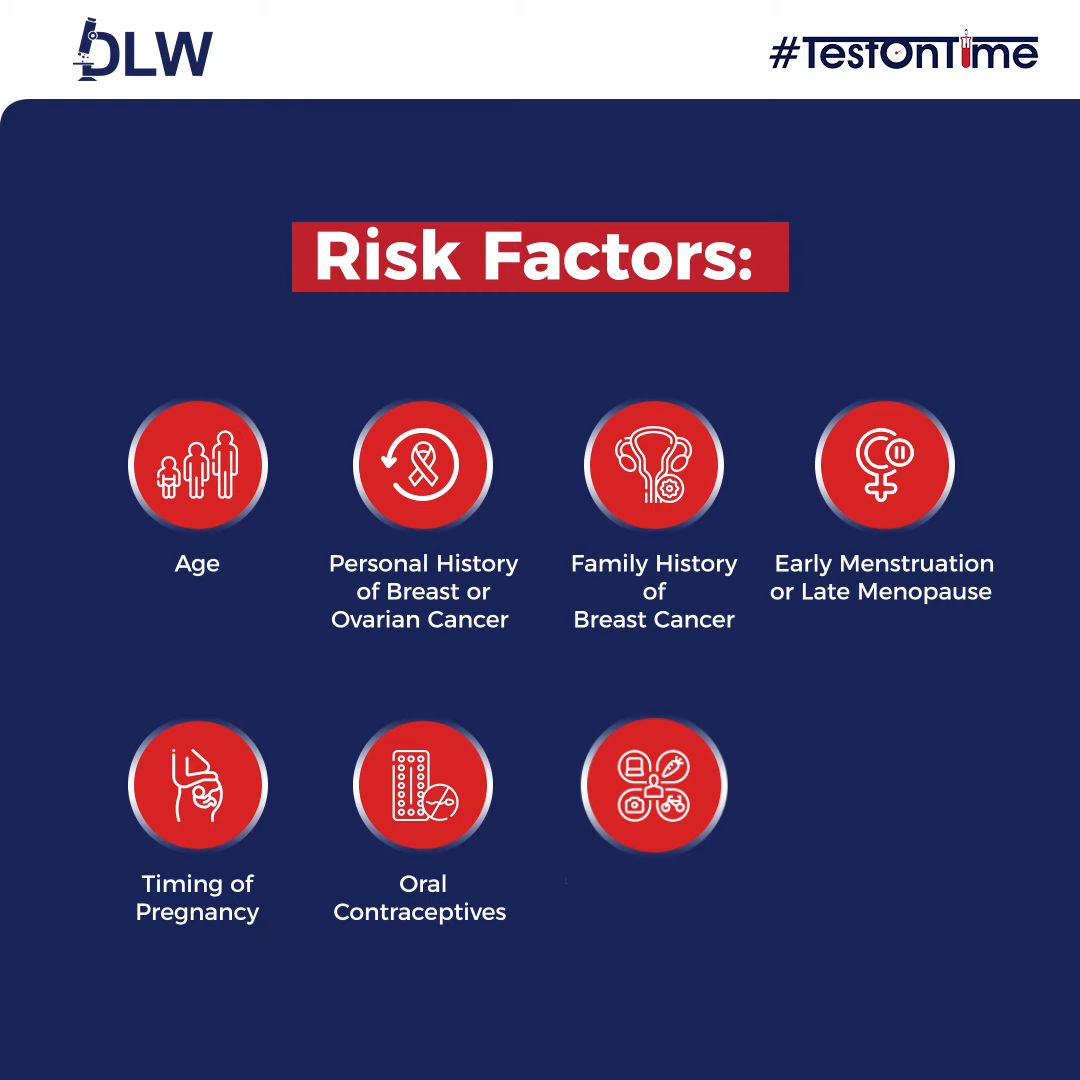 DLW
#TestOnTime
Risk Factors:
Age
Personal History
of Breast or
Ovarian Cancer
Family History
of
Breast Cancer
Early Menstruation
or Late Menopause
Timing of
Pregnancy
Oral
Contraceptives